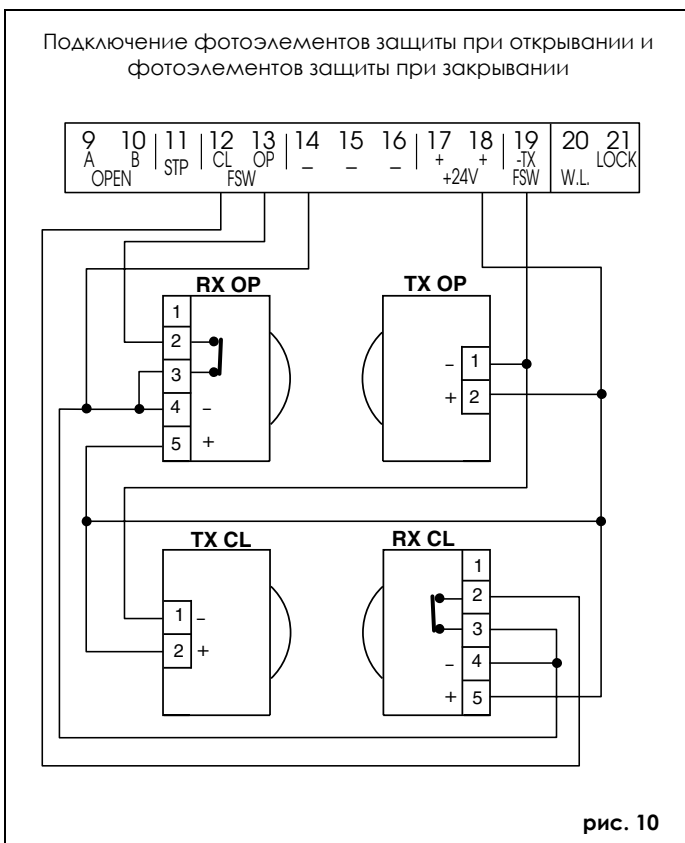 Подключение фотоэлементов защиты при открывании и
фотоэлементов защиты при закрывании
9 10 11 12 13 14 15 16 17 18 19 20 21
A B STP CL OP _ _ _ + + -TX LOCK
OPEN FSW +24V FSW W.L.
RX OP TX OP
1
2
3
4 -
5 +
- 1
+ 2
TX CL RX CL
1 -
2 +
1
2
3
- 4
+ 5
рис. 10